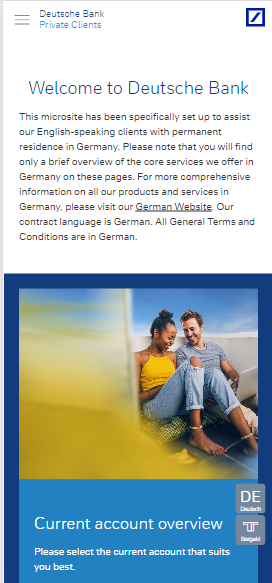 Deutsche Bank
Private Clients
Welcome to Deutsche Bank
This microsite has been specifically set up to assist
our English-speaking clients with permanent
residence in Germany. Please note that you will find
only a brief overview of the core services we offer in
Germany on these pages. For more comprehensive
information on all our products and services in
Germany, please visit our German Website. Our
contract language is German. All General Terms and
Conditions are in German.
DE
Deutsch
Bargeld
Current account overview
Please select the current account that suits
you best.